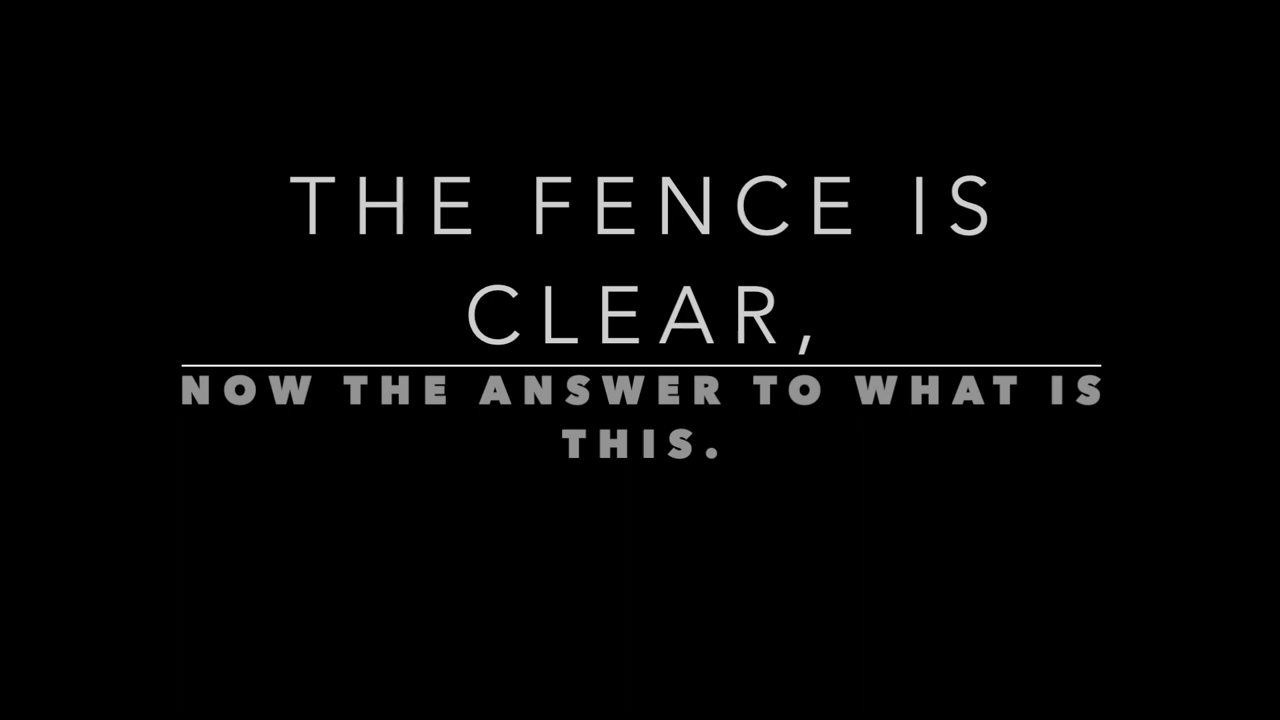 THE FENCE IS
CLEAR,
NOW THE ANSWER TO WHAT IS
THIS.